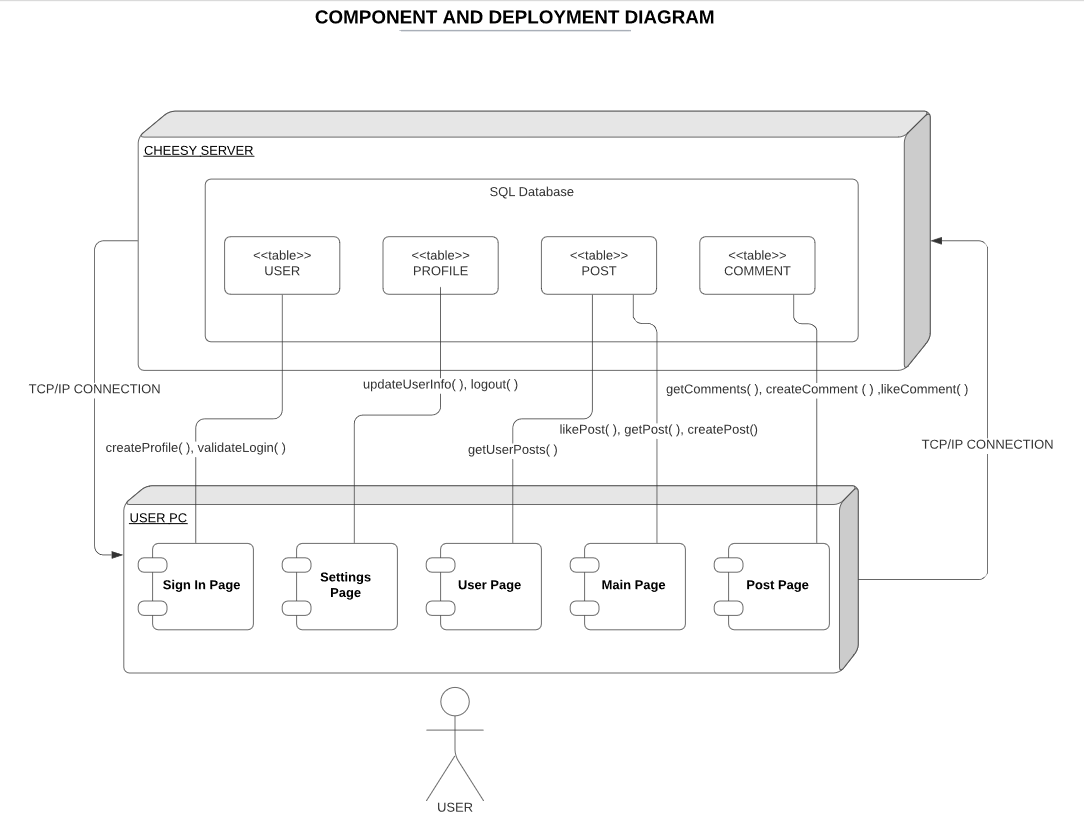 COMPONENT AND DEPLOYMENT DIAGRAM
CHEESY SERVER
SQL Database
<<table>>
USER
<<table>>
PROFILE
<<table>>
POST
<<table>>
COMMENT
TCP/IP CONNECTION
updateUserInfo( ), logout( )
getComments( ), createComment ( ) ,likeComment( )
createProfile( ), validateLogin( )
getUserPosts( )
likePost( ), getPost( ), createPost()
TCP/IP CONNECTION
USER PC
Sign In Page
Settings
Page
User Page
Main Page
Post Page
USER